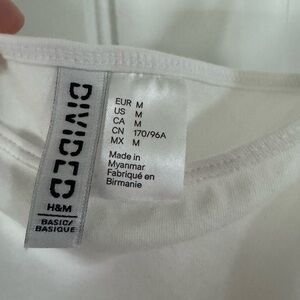 DIVIDED
H&M
BASIC/
BASIQUE
EUR M
US M
CA M
CN 170/96A
MX M
Made in
Myanmar
Fabriqué en
Birmanie